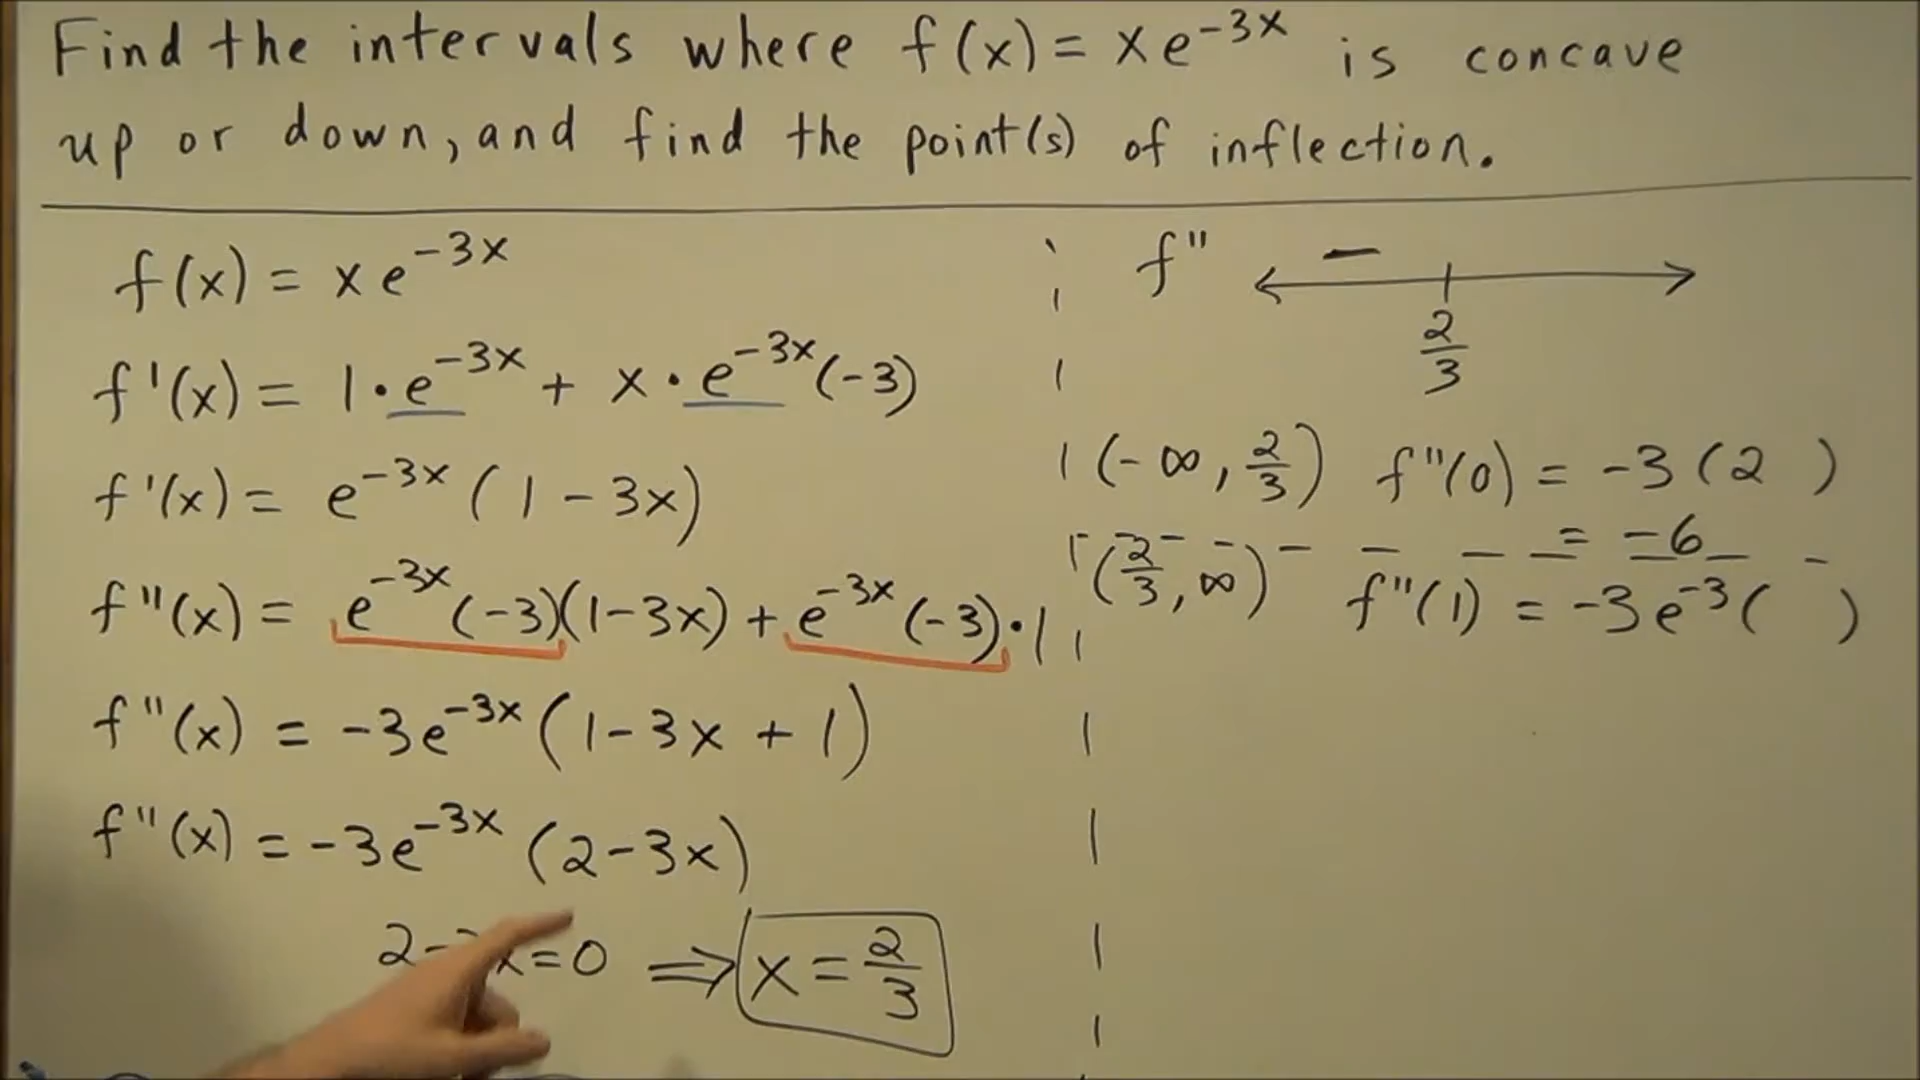 Find the intervals where f(x) = xe^{-3x} is concave
up or down, and find the point(s) of inflection.
f(x) = xe^{-3x}
f'(x) = 1·e^{-3x} + x·e^{-3x}(-3)
f'(x) = e^{-3x}(1-3x)
f''(x) = e^{-3x}(-3)(1-3x) + e^{-3x}(-3)·1
f''(x) = -3e^{-3x}(1-3x+1)
f''(x) = -3e^{-3x}(2-3x)
2- x=0 ⇒ x = 2/3
f'' −
2/3
(-∞, 2/3) f''(0) = -3(2 )
= -6
(2/3, ∞) f''(1) = -3e^{-3}( )